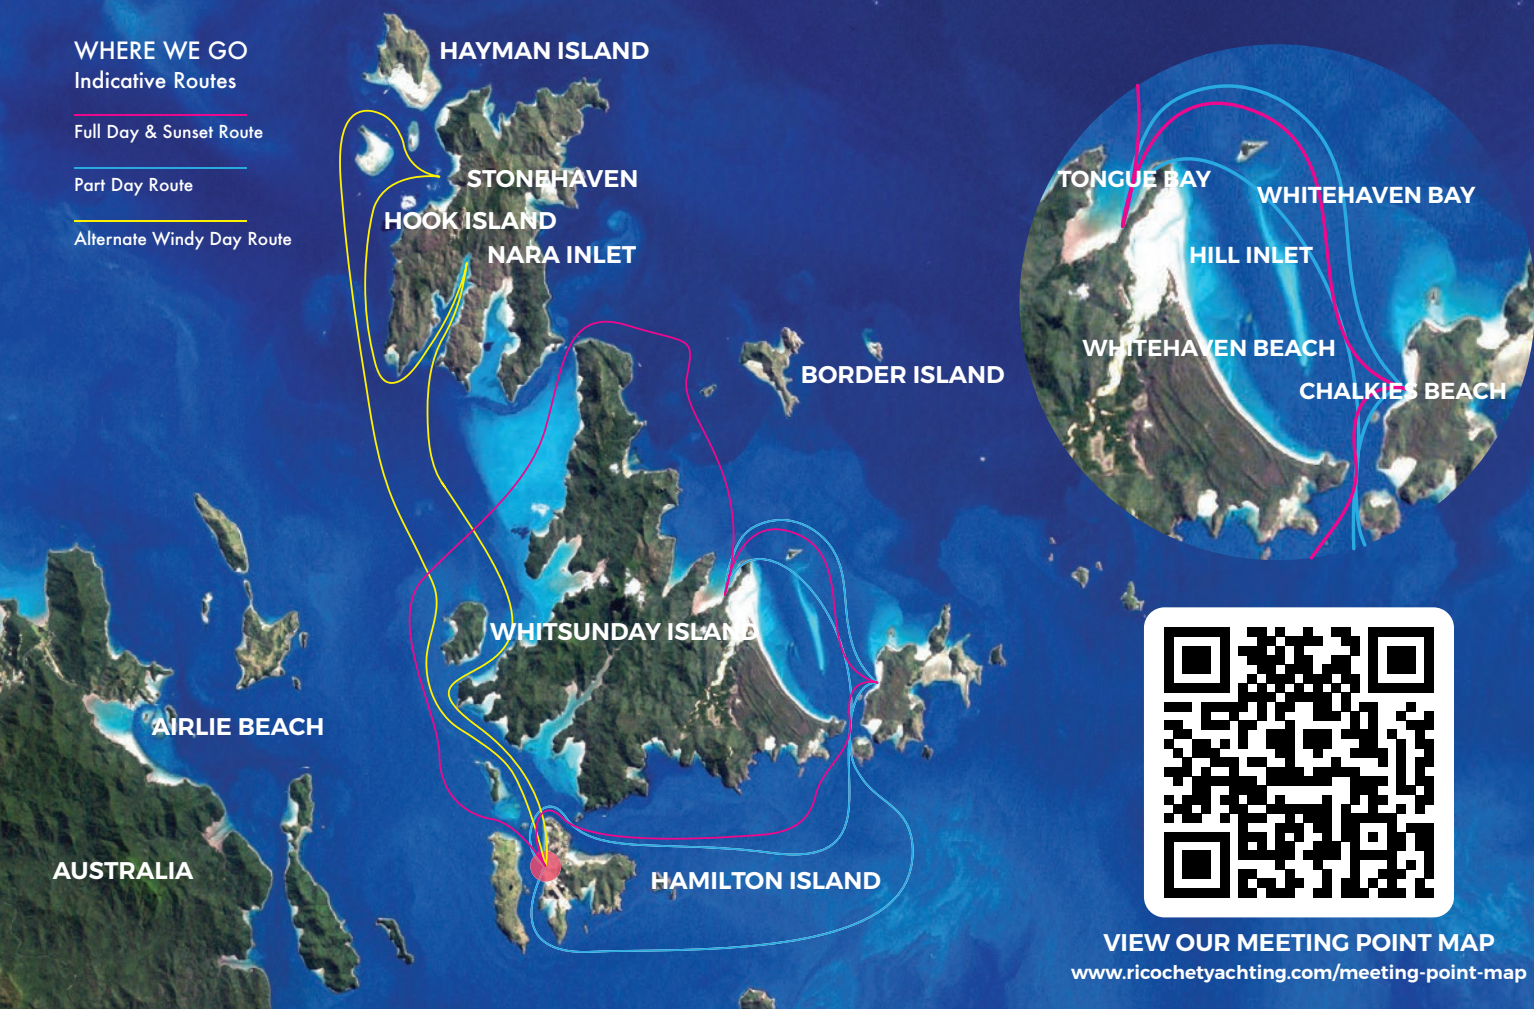 WHERE WE GO
Indicative Routes
Full Day & Sunset Route
Part Day Route
Alternate Windy Day Route
HAYMAN ISLAND
STONEHAVEN
HOOK ISLAND
NARA INLET
BORDER ISLAND
WHITSUNDAY ISLAND
AIRLIE BEACH
AUSTRALIA
HAMILTON ISLAND
TONGUE BAY
WHITEHAVEN BAY
HILL INLET
WHITEHAVEN BEACH
CHALKIES BEACH
VIEW OUR MEETING POINT MAP
www.ricochetyachting.com/meeting-point-map